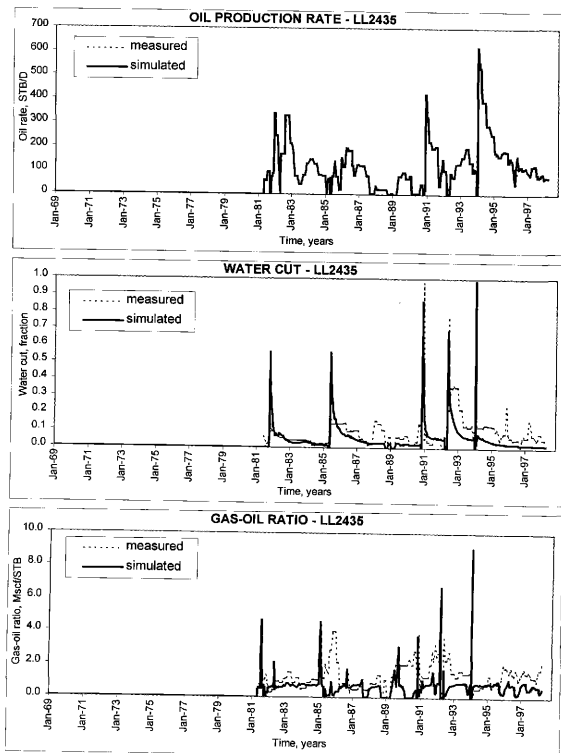 OIL PRODUCTION RATE - LL2435
measured
simulated
Oil rate, STB/D
700
600
500
400
300
200
100
0
Jan-69
Jan-71
Jan-73
Jan-75
Jan-77
Jan-79
Jan-81
Jan-83
Jan-85
Jan-87
Jan-89
Jan-91
Jan-93
Jan-95
Jan-97
Time, years
WATER CUT - LL2435
measured
simulated
Water cut, fraction
1.0
0.9
0.8
0.7
0.6
0.5
0.4
0.3
0.2
0.1
0.0
Jan-69
Jan-71
Jan-73
Jan-75
Jan-77
Jan-79
Jan-81
Jan-83
Jan-85
Jan-87
Jan-89
Jan-91
Jan-93
Jan-95
Jan-97
Time, years
GAS-OIL RATIO - LL2435
measured
simulated
Gas-oil ratio, Mscf/STB
10.0
8.0
6.0
4.0
2.0
0.0
Jan-69
Jan-71
Jan-73
Jan-75
Jan-77
Jan-79
Jan-81
Jan-83
Jan-85
Jan-87
Jan-89
Jan-91
Jan-93
Jan-95
Jan-97
Time, years